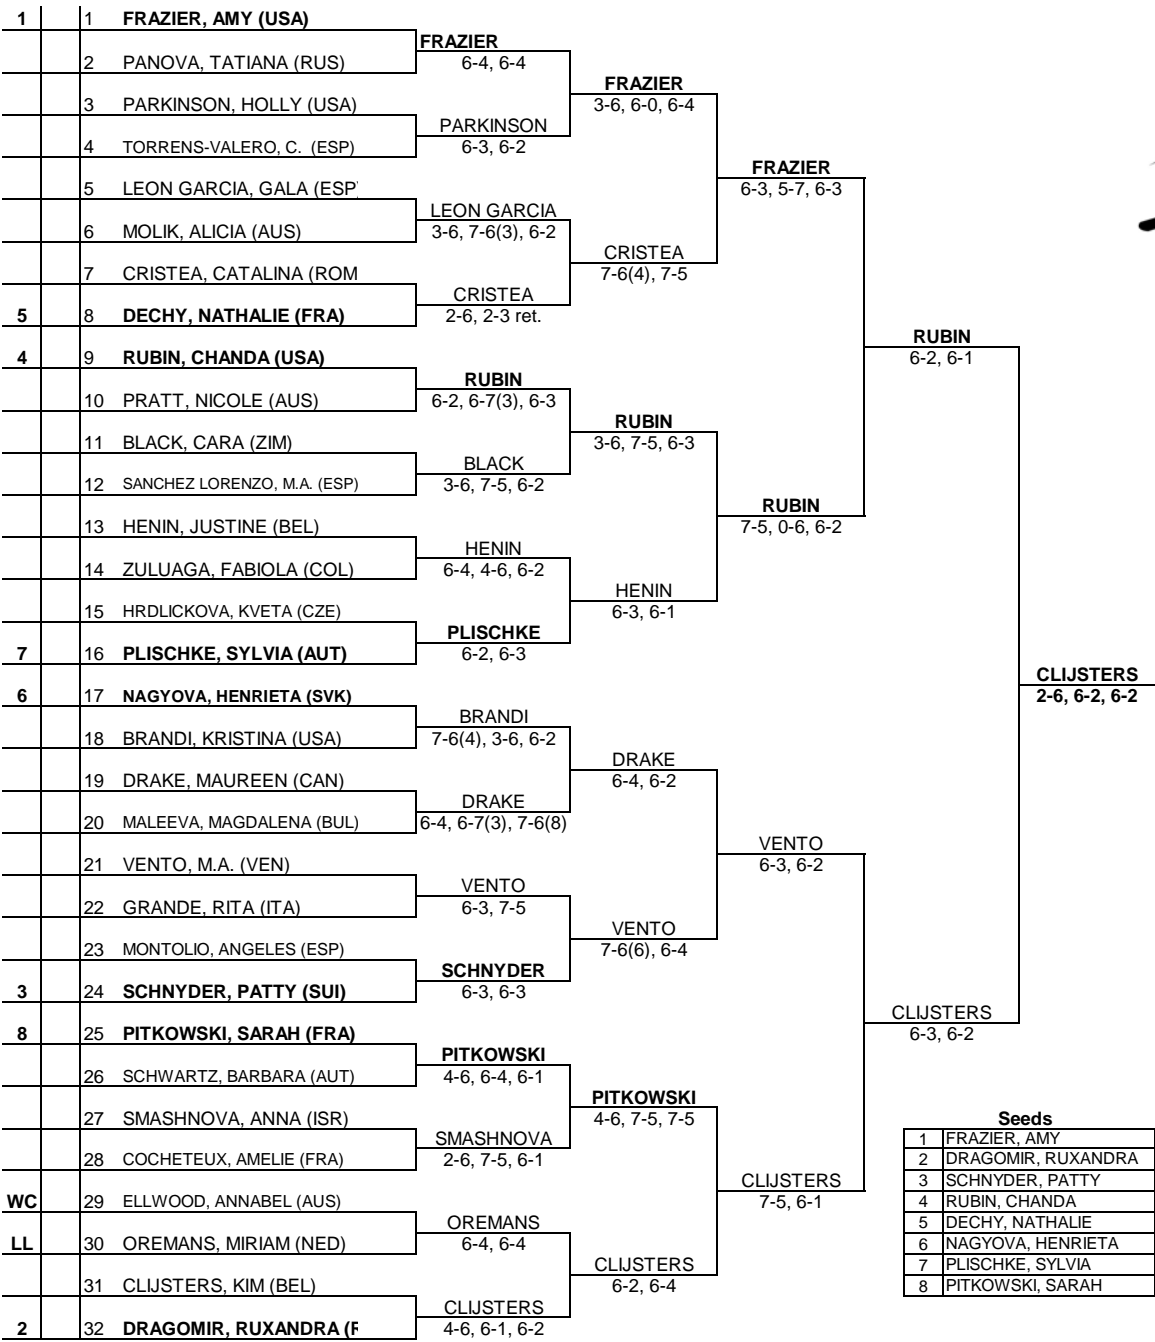 1 1 FRAZIER, AMY (USA)
FRAZIER
2 PANOVA, TATIANA (RUS) 6-4, 6-4
FRAZIER
3 PARKINSON, HOLLY (USA) 3-6, 6-0, 6-4
PARKINSON
4 TORRENS-VALERO, C. (ESP) 6-3, 6-2
FRAZIER
5 LEON GARCIA, GALA (ESP) 6-3, 5-7, 6-3
LEON GARCIA
6 MOLIK, ALICIA (AUS) 3-6, 7-6(3), 6-2
CRISTEA
7 CRISTEA, CATALINA (ROM 7-6(4), 7-5
CRISTEA
5 8 DECHY, NATHALIE (FRA) 2-6, 2-3 ret.
RUBIN
4 9 RUBIN, CHANDA (USA) 6-2, 6-1
RUBIN
10 PRATT, NICOLE (AUS) 6-2, 6-7(3), 6-3
RUBIN
11 BLACK, CARA (ZIM) 3-6, 7-5, 6-3
BLACK
12 SANCHEZ LORENZO, M.A. (ESP) 3-6, 7-5, 6-2
RUBIN
13 HENIN, JUSTINE (BEL) 7-5, 0-6, 6-2
HENIN
14 ZULUAGA, FABIOLA (COL) 6-4, 4-6, 6-2
HENIN
15 HRDLICKOVA, KVETA (CZE) 6-3, 6-1
PLISCHKE
7 16 PLISCHKE, SYLVIA (AUT) 6-2, 6-3
CLIJSTERS
6 17 NAGYOVA, HENRIETA (SVK) 2-6, 6-2, 6-2
BRANDI
18 BRANDI, KRISTINA (USA) 7-6(4), 3-6, 6-2
DRAKE
19 DRAKE, MAUREEN (CAN) 6-4, 6-2
DRAKE
20 MALEEVA, MAGDALENA (BUL) 6-4, 6-7(3), 7-6(8)
VENTO
21 VENTO, M.A. (VEN) 6-3, 6-2
VENTO
22 GRANDE, RITA (ITA) 6-3, 7-5
VENTO
23 MONTOLIO, ANGELES (ESP) 7-6(6), 6-4
SCHNYDER
3 24 SCHNYDER, PATTY (SUI) 6-3, 6-3
CLIJSTERS
8 25 PITKOWSKI, SARAH (FRA) 6-3, 6-2
PITKOWSKI
26 SCHWARTZ, BARBARA (AUT) 4-6, 6-4, 6-1
PITKOWSKI
27 SMASHNOVA, ANNA (ISR) 4-6, 7-5, 7-5
SMASHNOVA
28 COCHETEUX, AMELIE (FRA) 2-6, 7-5, 6-1
CLIJSTERS
WC 29 ELLWOOD, ANNABEL (AUS) 7-5, 6-1
OREMANS
LL 30 OREMANS, MIRIAM (NED) 6-4, 6-4
CLIJSTERS
31 CLIJSTERS, KIM (BEL) 6-2, 6-4
CLIJSTERS
2 32 DRAGOMIR, RUXANDRA (R 4-6, 6-1, 6-2
Seeds
1 FRAZIER, AMY
2 DRAGOMIR, RUXANDRA
3 SCHNYDER, PATTY
4 RUBIN, CHANDA
5 DECHY, NATHALIE
6 NAGYOVA, HENRIETA
7 PLISCHKE, SYLVIA
8 PITKOWSKI, SARAH